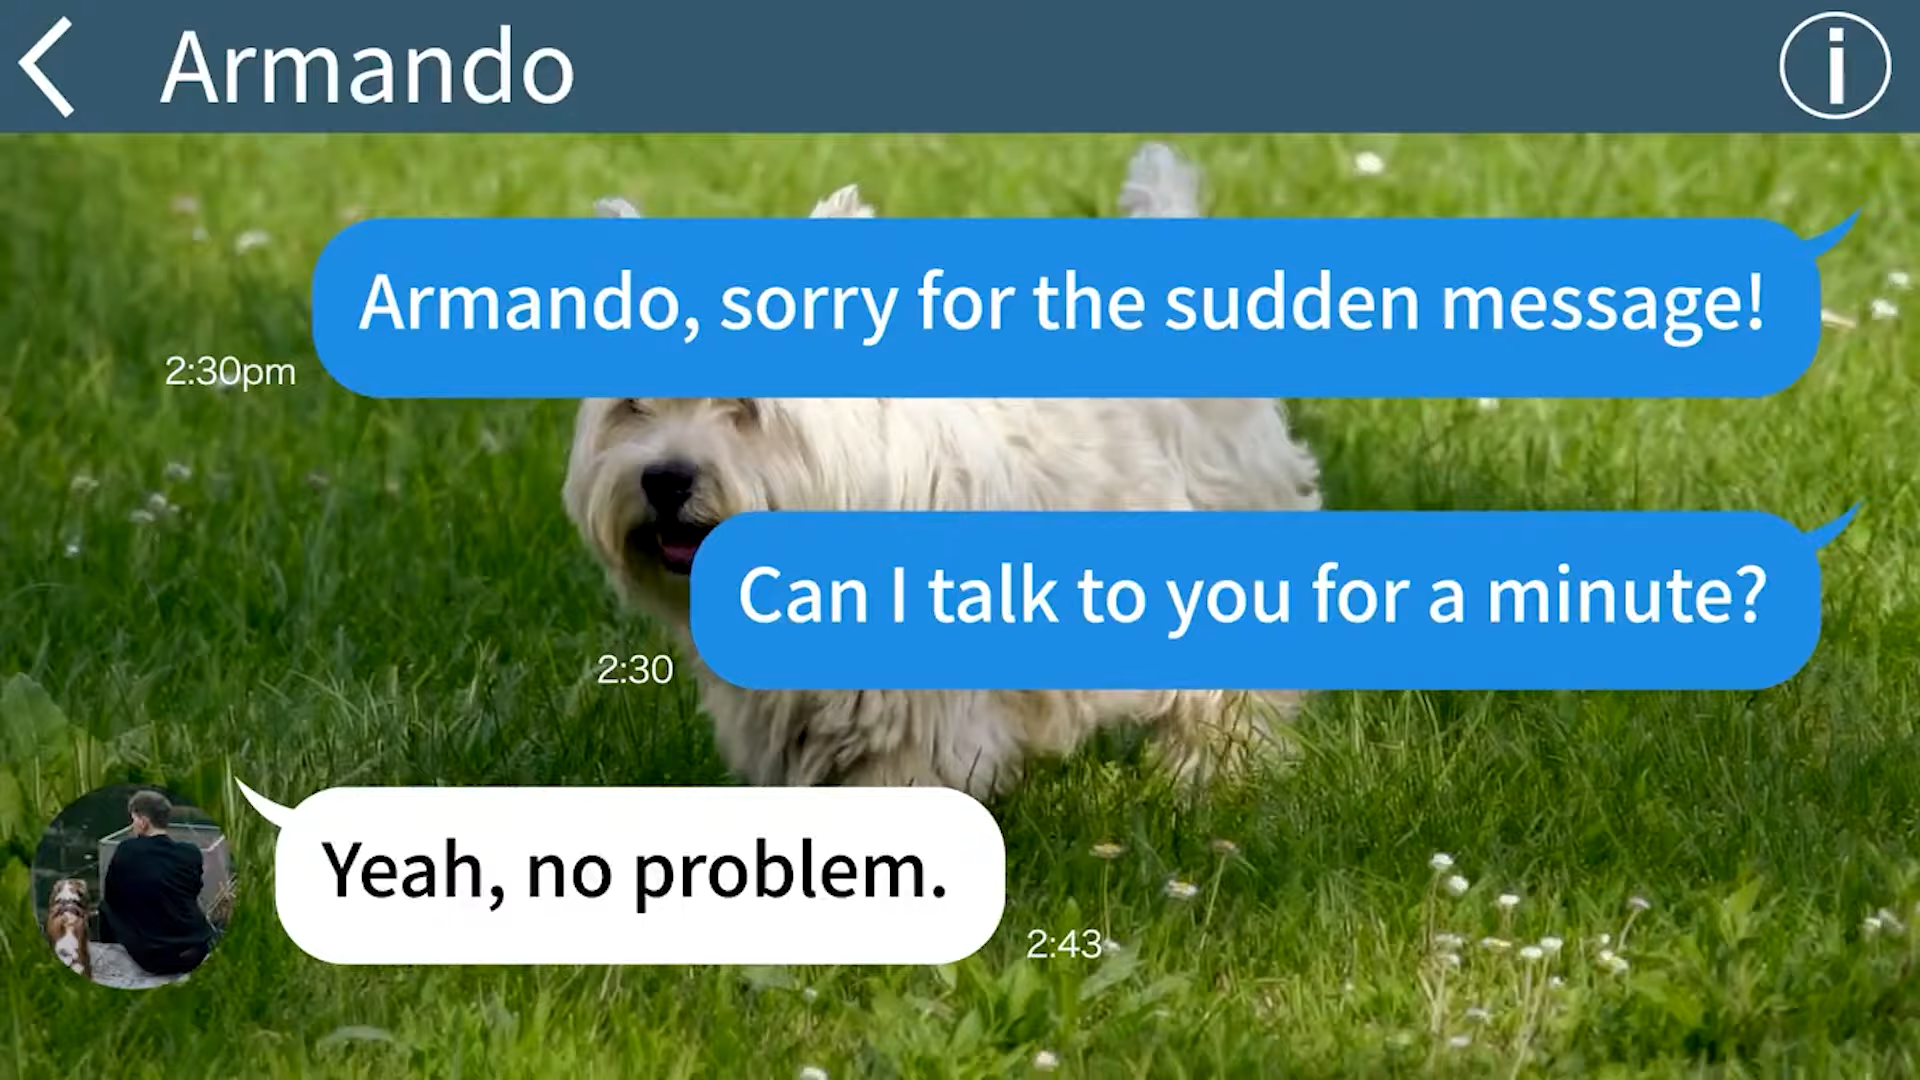 Armando
Armando, sorry for the sudden message!
2:30pm
Can I talk to you for a minute?
2:30
Yeah, no problem.
2:43